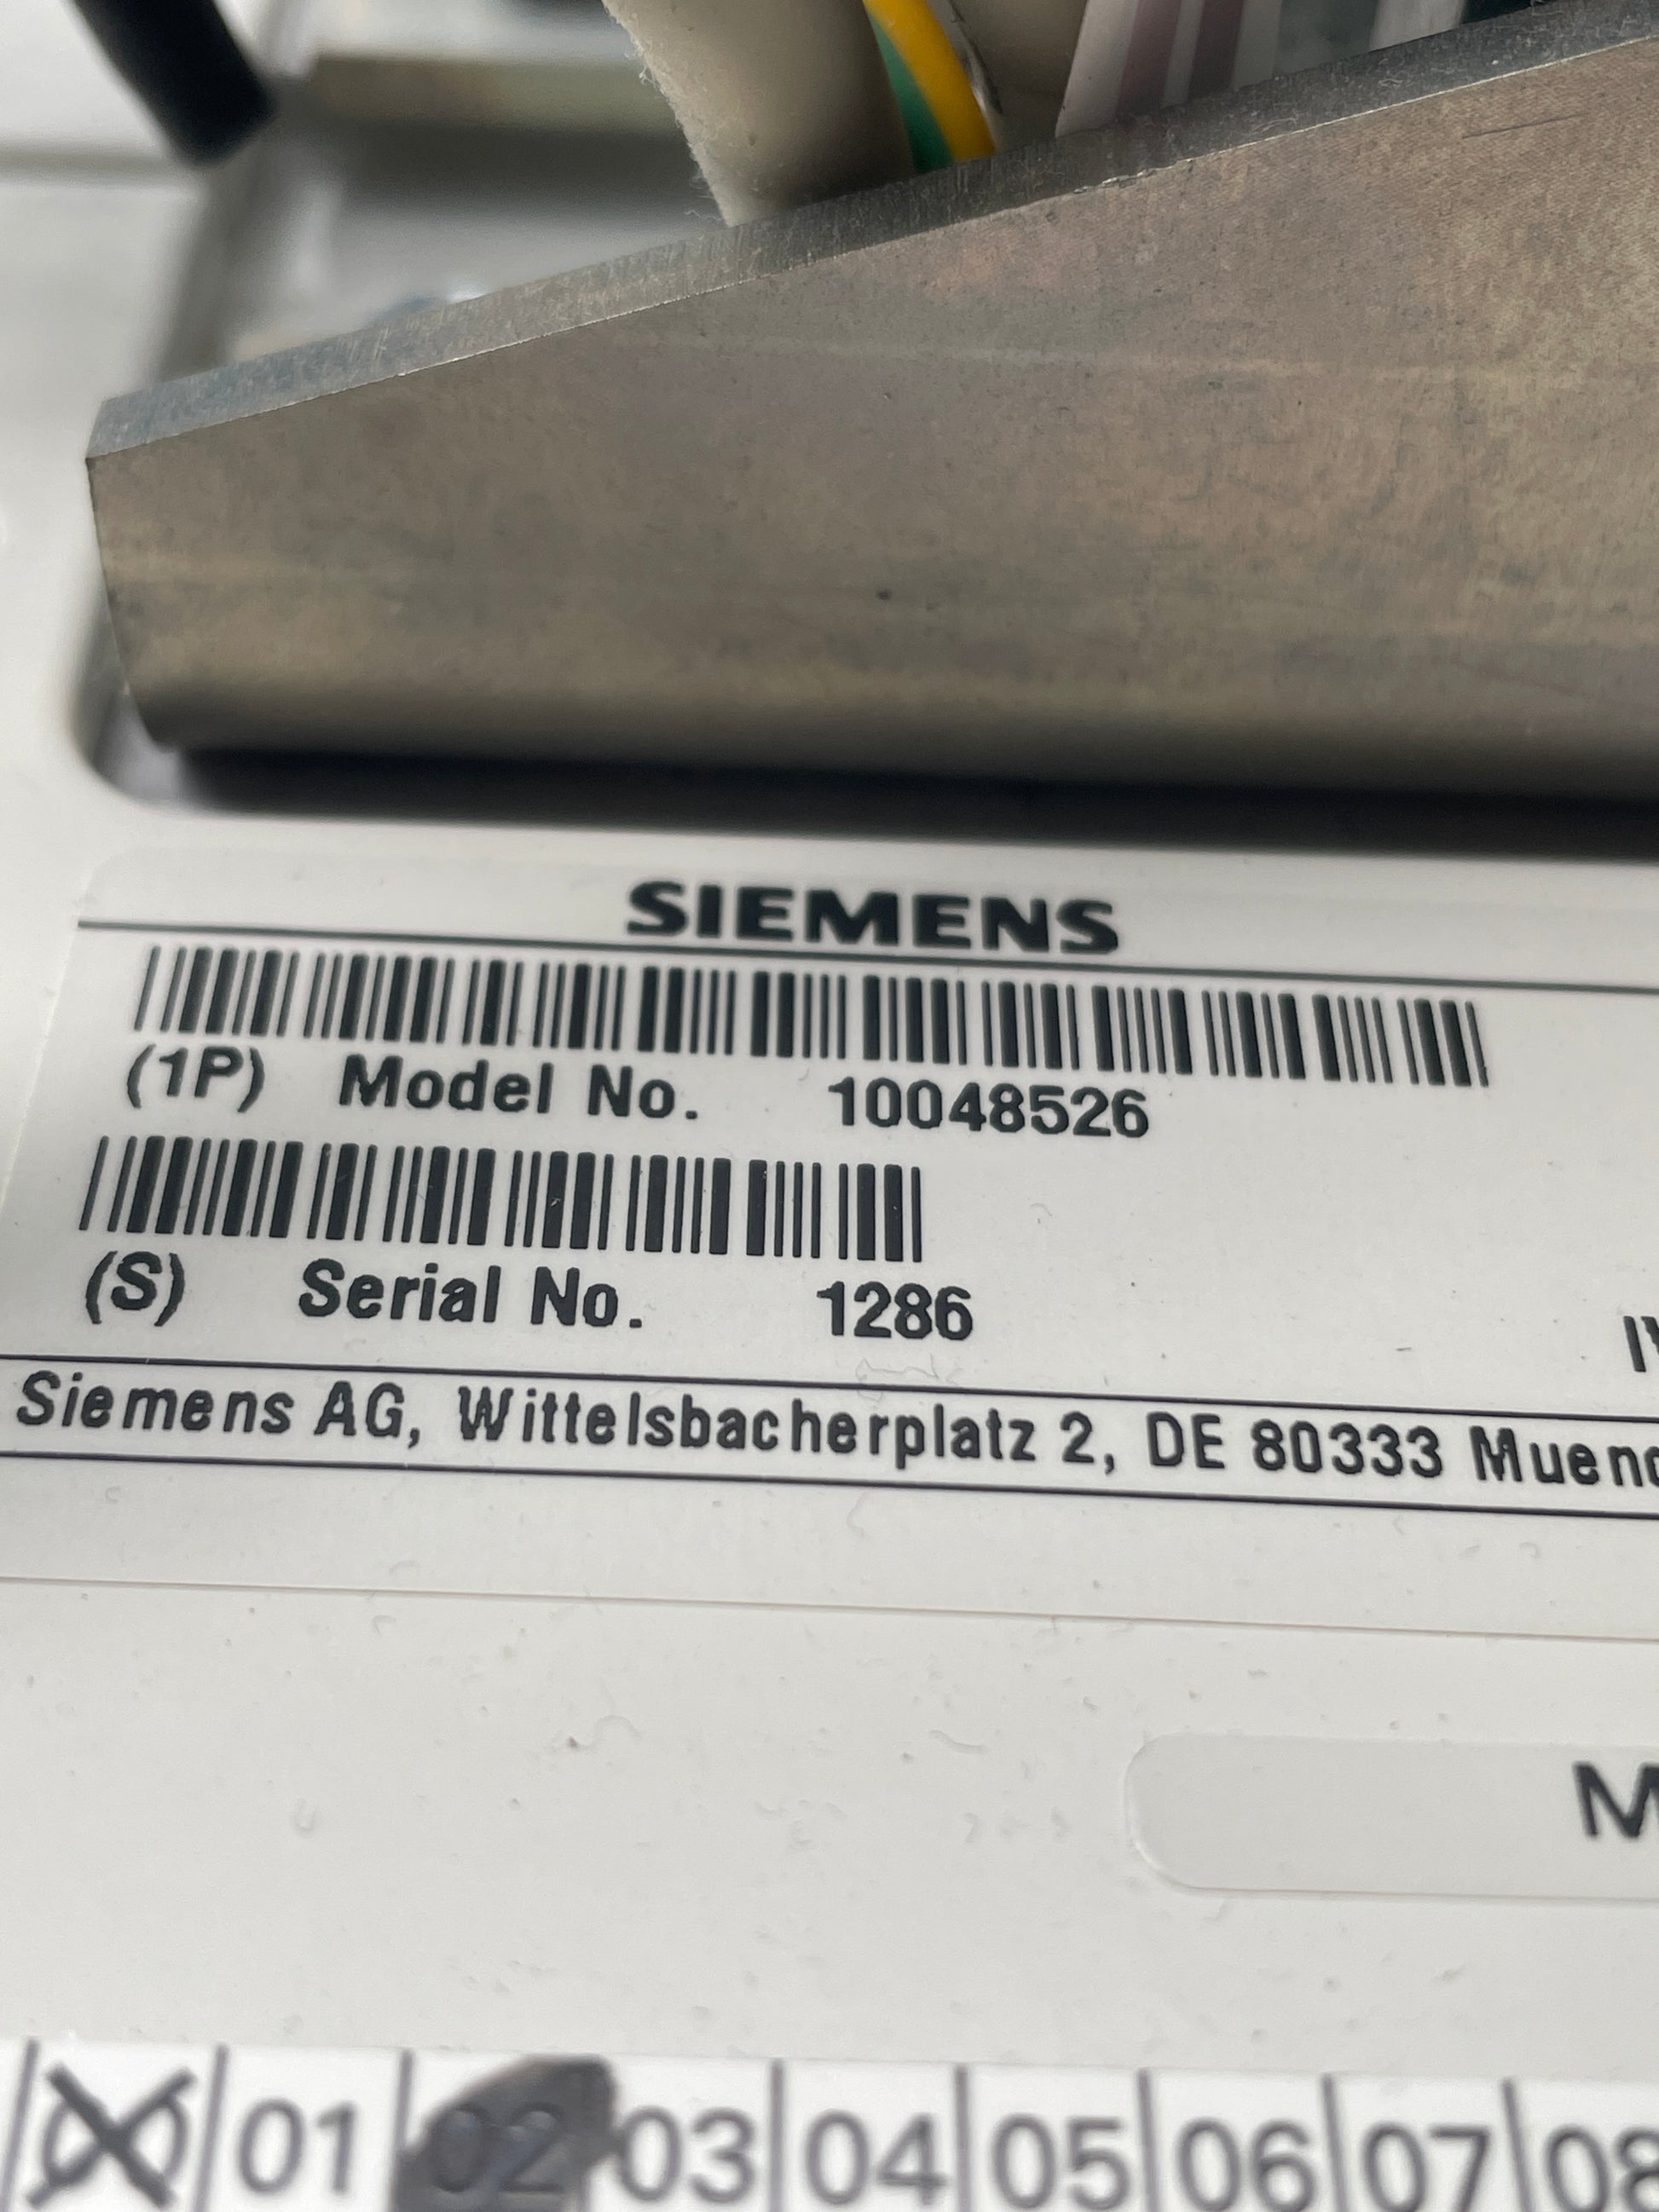 SIEMENS
(1P) Model No. 10048526
(S) Serial No. 1286
Siemens AG, Wittelsbacherplatz 2, DE 80333
01 02 03 04 05 06 07 08